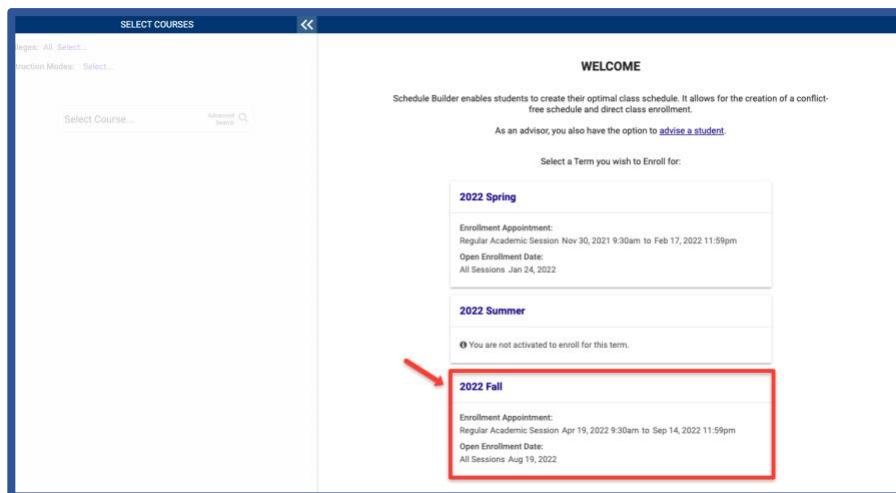 SELECT COURSES
leges: All Select...
truction Modes: Select...
Select Course...
Advanced
Search
WELCOME
Schedule Builder enables students to create their optimal class schedule. It allows for the creation of a conflict-
free schedule and direct class enrollment.
As an advisor, you also have the option to advise a student.
Select a Term you wish to Enroll for:
2022 Spring
Enrollment Appointment:
Regular Academic Session Nov 30, 2021 9:30am to Feb 17, 2022 11:59pm
Open Enrollment Date:
All Sessions Jan 24, 2022
2022 Summer
You are not activated to enroll for this term.
2022 Fall
Enrollment Appointment:
Regular Academic Session Apr 19, 2022 9:30am to Sep 14, 2022 11:59pm
Open Enrollment Date:
All Sessions Aug 19, 2022